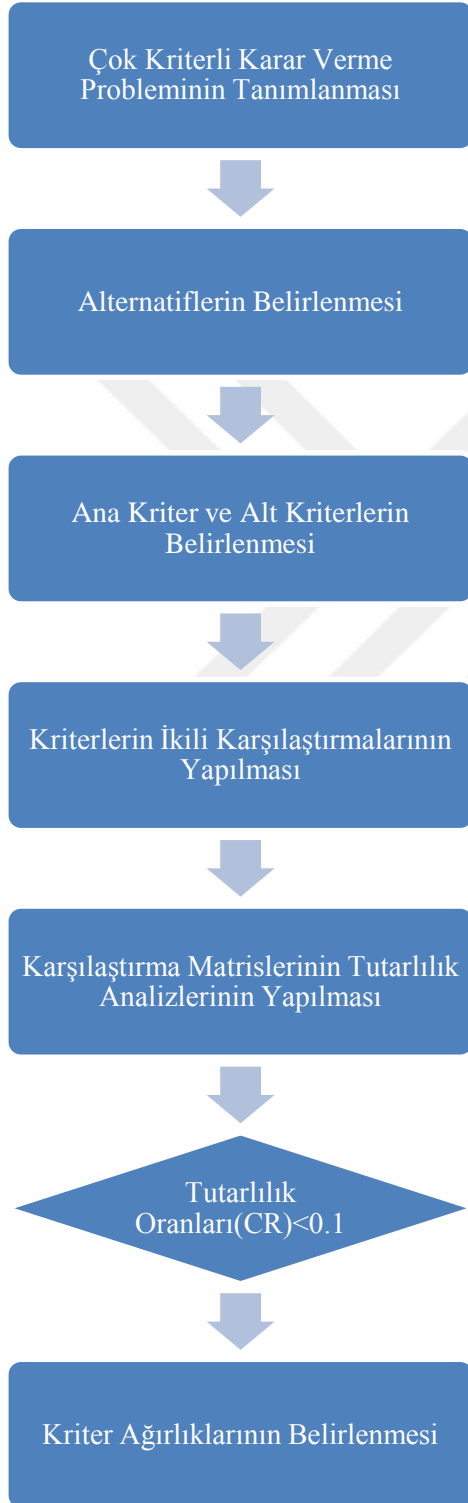 Çok Kriterli Karar Verme
Probleminin Tanımlanması
Alternatiflerin Belirlenmesi
Ana Kriter ve Alt Kriterlerin
Belirlenmesi
Kriterlerin İkili Karşılaştırmalarının
Yapılması
Karşılaştırma Matrislerinin Tutarlılık
Analizlerinin Yapılması
Tutarlılık
Oranları(CR)<0.1
Kriter Ağırlıklarının Belirlenmesi